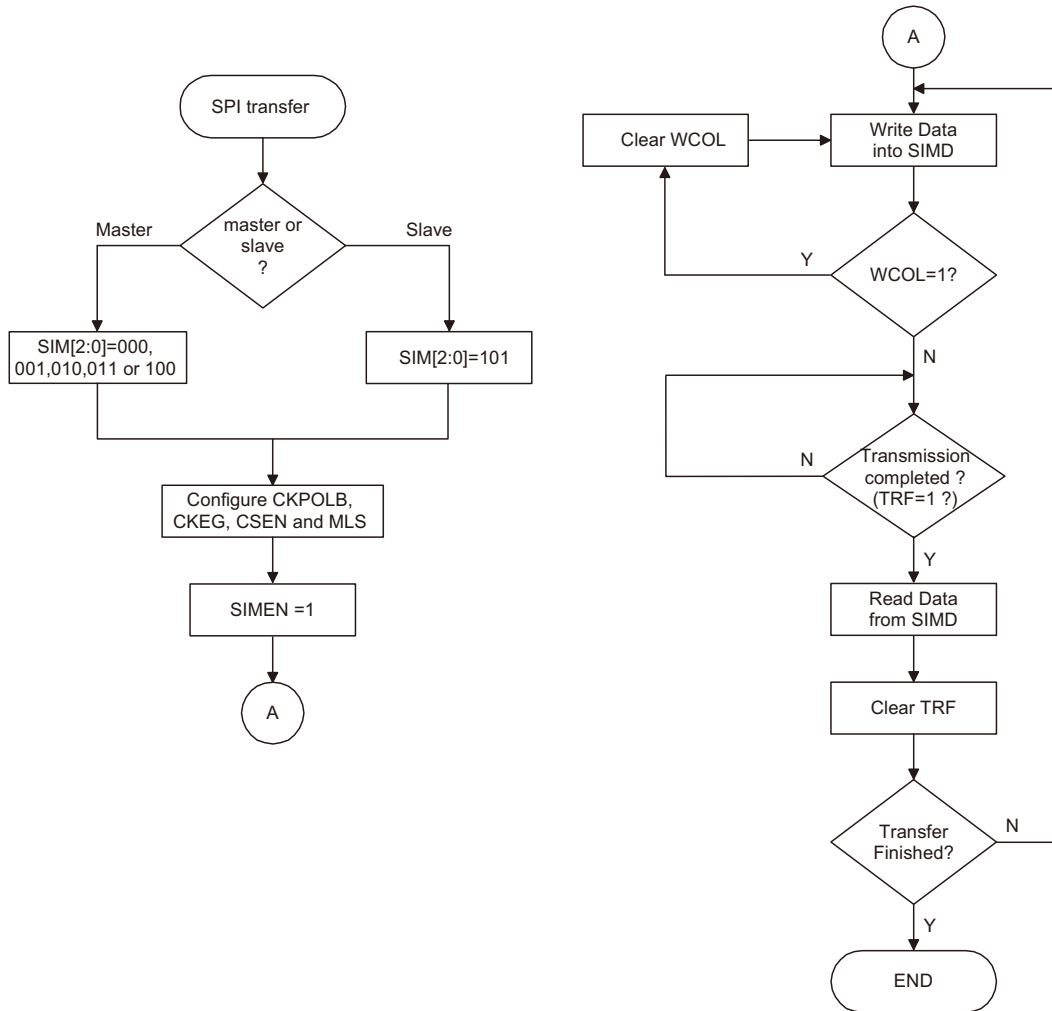 SPI transfer
master or
slave
?
Master
Slave
SIM[2:0]=000,
001,010,011 or 100
SIM[2:0]=101
Configure CKPOLB,
CKEG, CSEN and MLS
SIMEN =1
A
A
Clear WCOL
Write Data
into SIMD
Y
WCOL=1?
N
N
Transmission
completed ?
(TRF=1 ?)
Y
Read Data
from SIMD
Clear TRF
Transfer
Finished?
N
Y
END